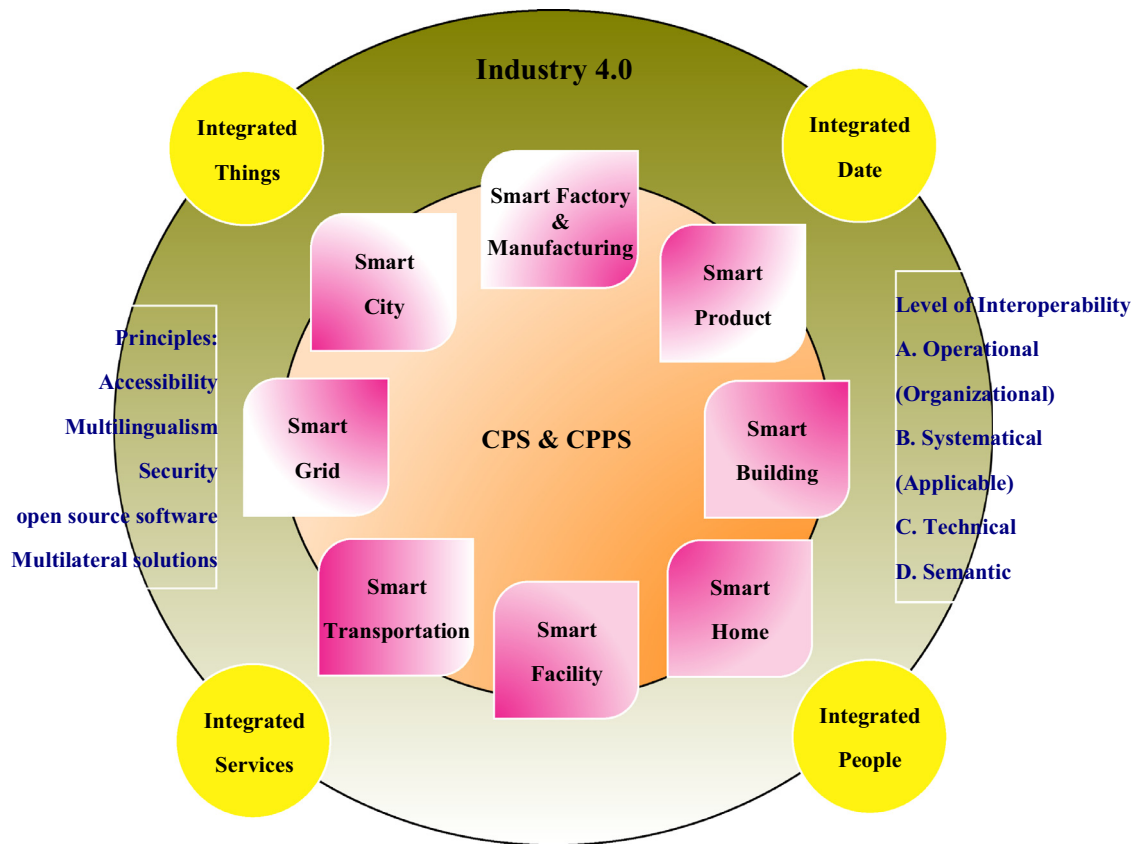 Industry 4.0
Integrated
Things
Integrated
Date
Smart Factory
&
Manufacturing
Smart
City
Smart
Product
Principles:
Accessibility
Multilingualism
Security
open source software
Multilateral solutions
Level of Interoperability
A. Operational
(Organizational)
B. Systematical
(Applicable)
C. Technical
D. Semantic
Smart
Grid
CPS & CPPS
Smart
Building
Smart
Transportation
Smart
Facility
Smart
Home
Integrated
Services
Integrated
People